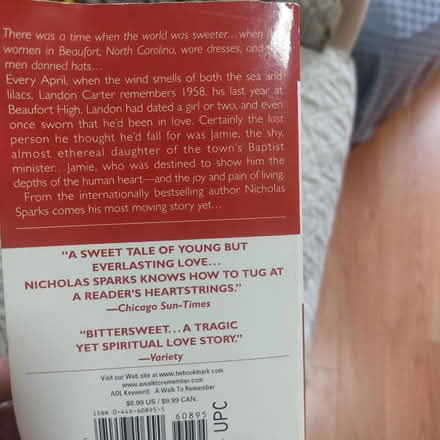 There was a time when the world was sweeter...when
women in Beaufort, North Carolina, wore dresses, and
men donned hats...
Every April, when the wind smells of both the sea and
lilacs, Landon Carter remembers 1958, his last year at
Beaufort High. Landon had dated a girl or two, and even
once sworn that he'd been in love. Certainly the last
person he thought he'd fall for was Jamie, the shy,
almost ethereal daughter of the town's Baptist
minister...Jamie, who was destined to show him the
depths of the human heart—and the joy and pain of living.
From the internationally bestselling author Nicholas
Sparks comes his most moving story yet...
"A SWEET TALE OF YOUNG BUT
EVERLASTING LOVE...
NICHOLAS SPARKS KNOWS HOW TO TUG AT
A READER'S HEARTSTRINGS."
—Chicago Sun-Times
"BITTERSWEET...A TRAGIC
YET SPIRITUAL LOVE STORY."
—Variety
Visit our Web site at www.twbookmark.com
www.awalktoremember.com
AOL Keyword: A Walk To Remember
$6.99 US / $9.99 CAN.
ISBN 0-446-60895-5
60895
UPC